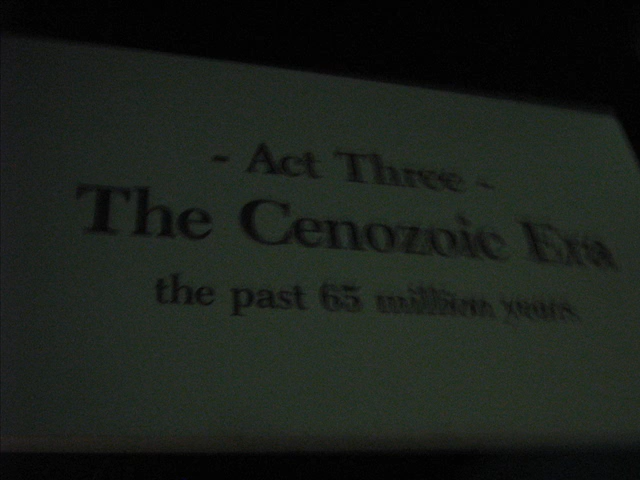 - Act Three -
The Cenozoic Era
the past 65 million years